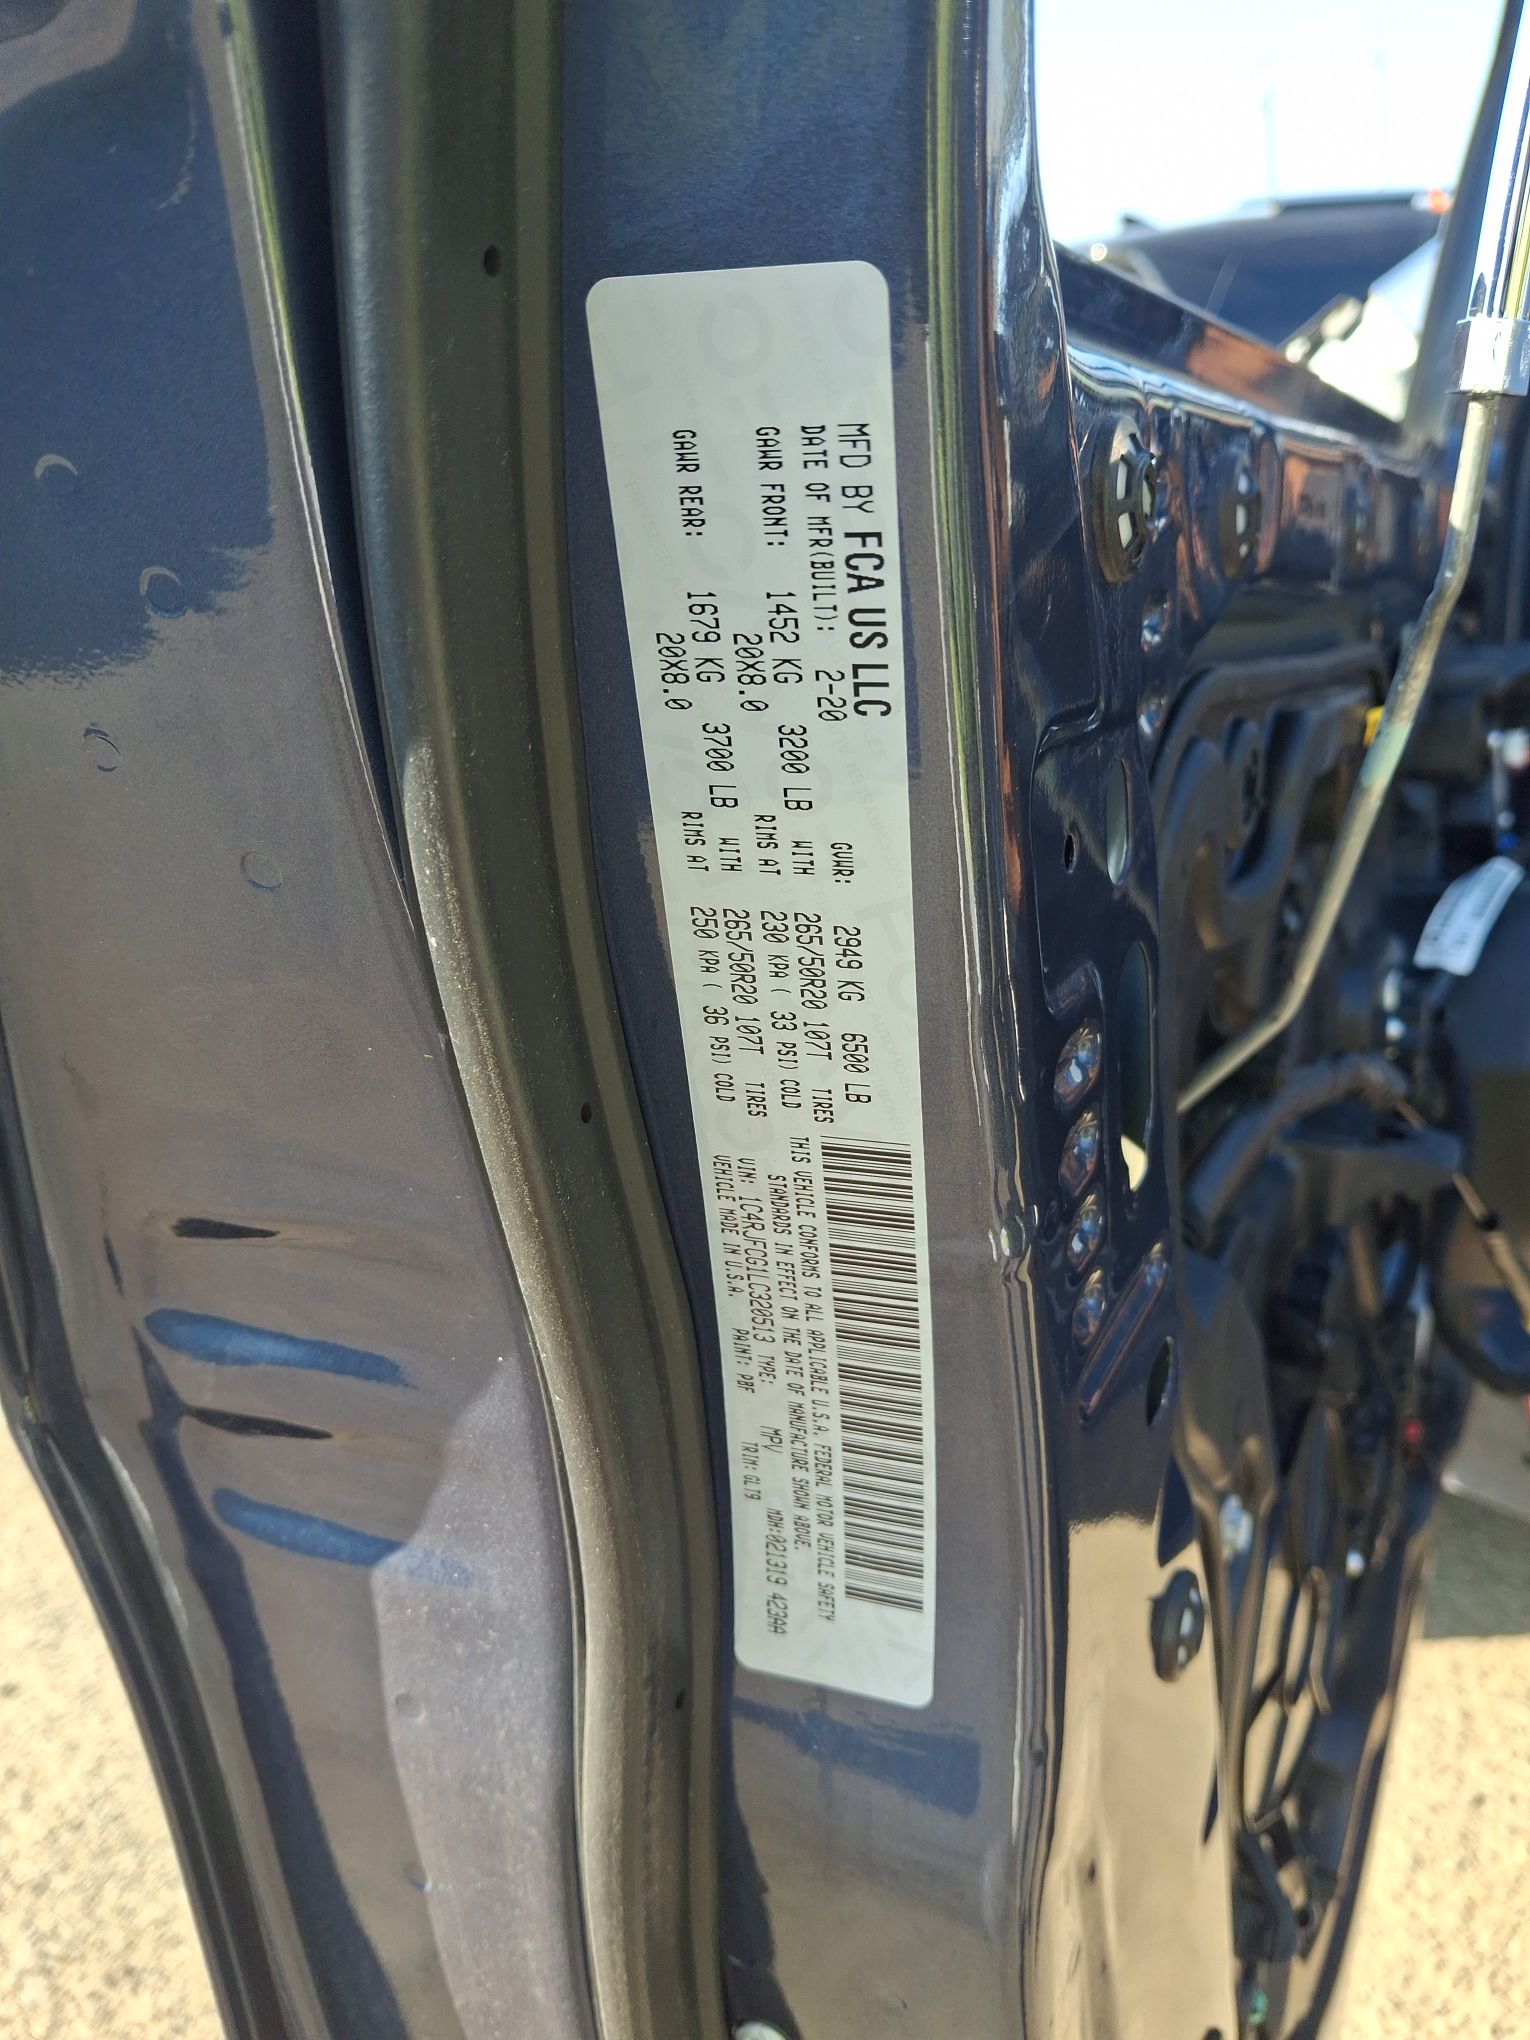 MFD BY FCA US LLC
DATE OF MFR(BUILT): 2-20 GVWR: 2949 KG 6500 LB
GAWR FRONT: 1452 KG 3200 LB WITH 265/50R20 107T TIRES
20X8.0 RIMS AT 230 KPA ( 33 PSI) COLD
GAWR REAR: 1679 KG 3700 LB WITH 265/50R20 107T TIRES
20X8.0 RIMS AT 250 KPA ( 36 PSI) COLD
THIS VEHICLE CONFORMS TO ALL APPLICABLE U.S.A. FEDERAL MOTOR VEHICLE SAFETY
STANDARDS IN EFFECT ON THE DATE OF MANUFACTURE SHOWN ABOVE.
VIN: 1C4RJFCG1LC320513 TYPE: MPV MDH:021319 423AA
VEHICLE MADE IN U.S.A. PAINT: PBF TRIM: GLT9